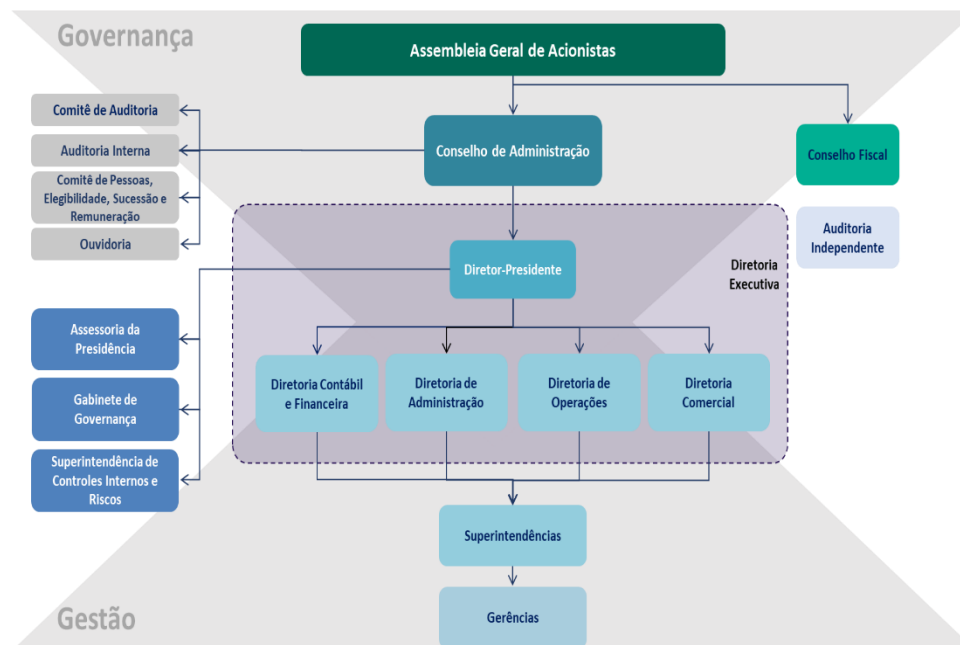 Governança
Assembleia Geral de Acionistas
Comitê de Auditoria
Auditoria Interna
Comitê de Pessoas,
Elegibilidade, Sucessão e
Remuneração
Ouvidoria
Conselho de Administração
Conselho Fiscal
Auditoria
Independente
Diretor-Presidente
Diretoria
Executiva
Assessoria da
Presidência
Gabinete de
Governança
Superintendência de
Controles Internos e
Riscos
Diretoria Contábil
e Financeira
Diretoria de
Administração
Diretoria de
Operações
Diretoria
Comercial
Superintendências
Gerências
Gestão